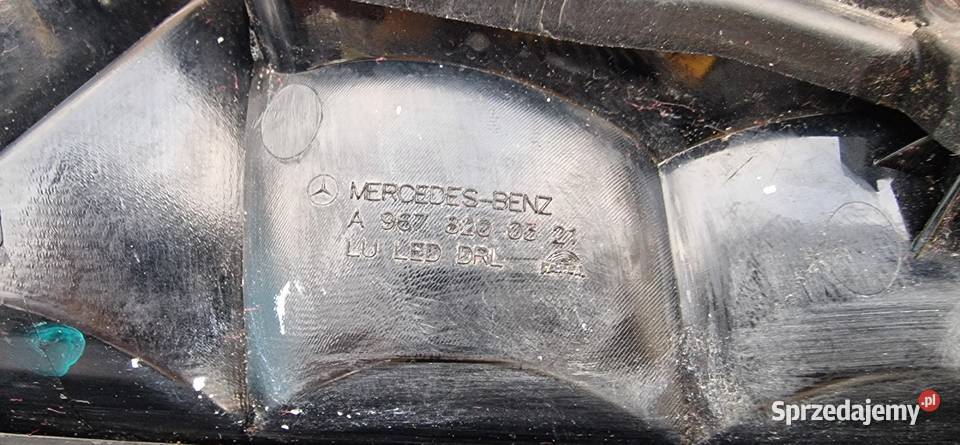 MERCEDES-BENZ
A 967 820 03 21
LU LED DRL
Sprzedajemy.pl